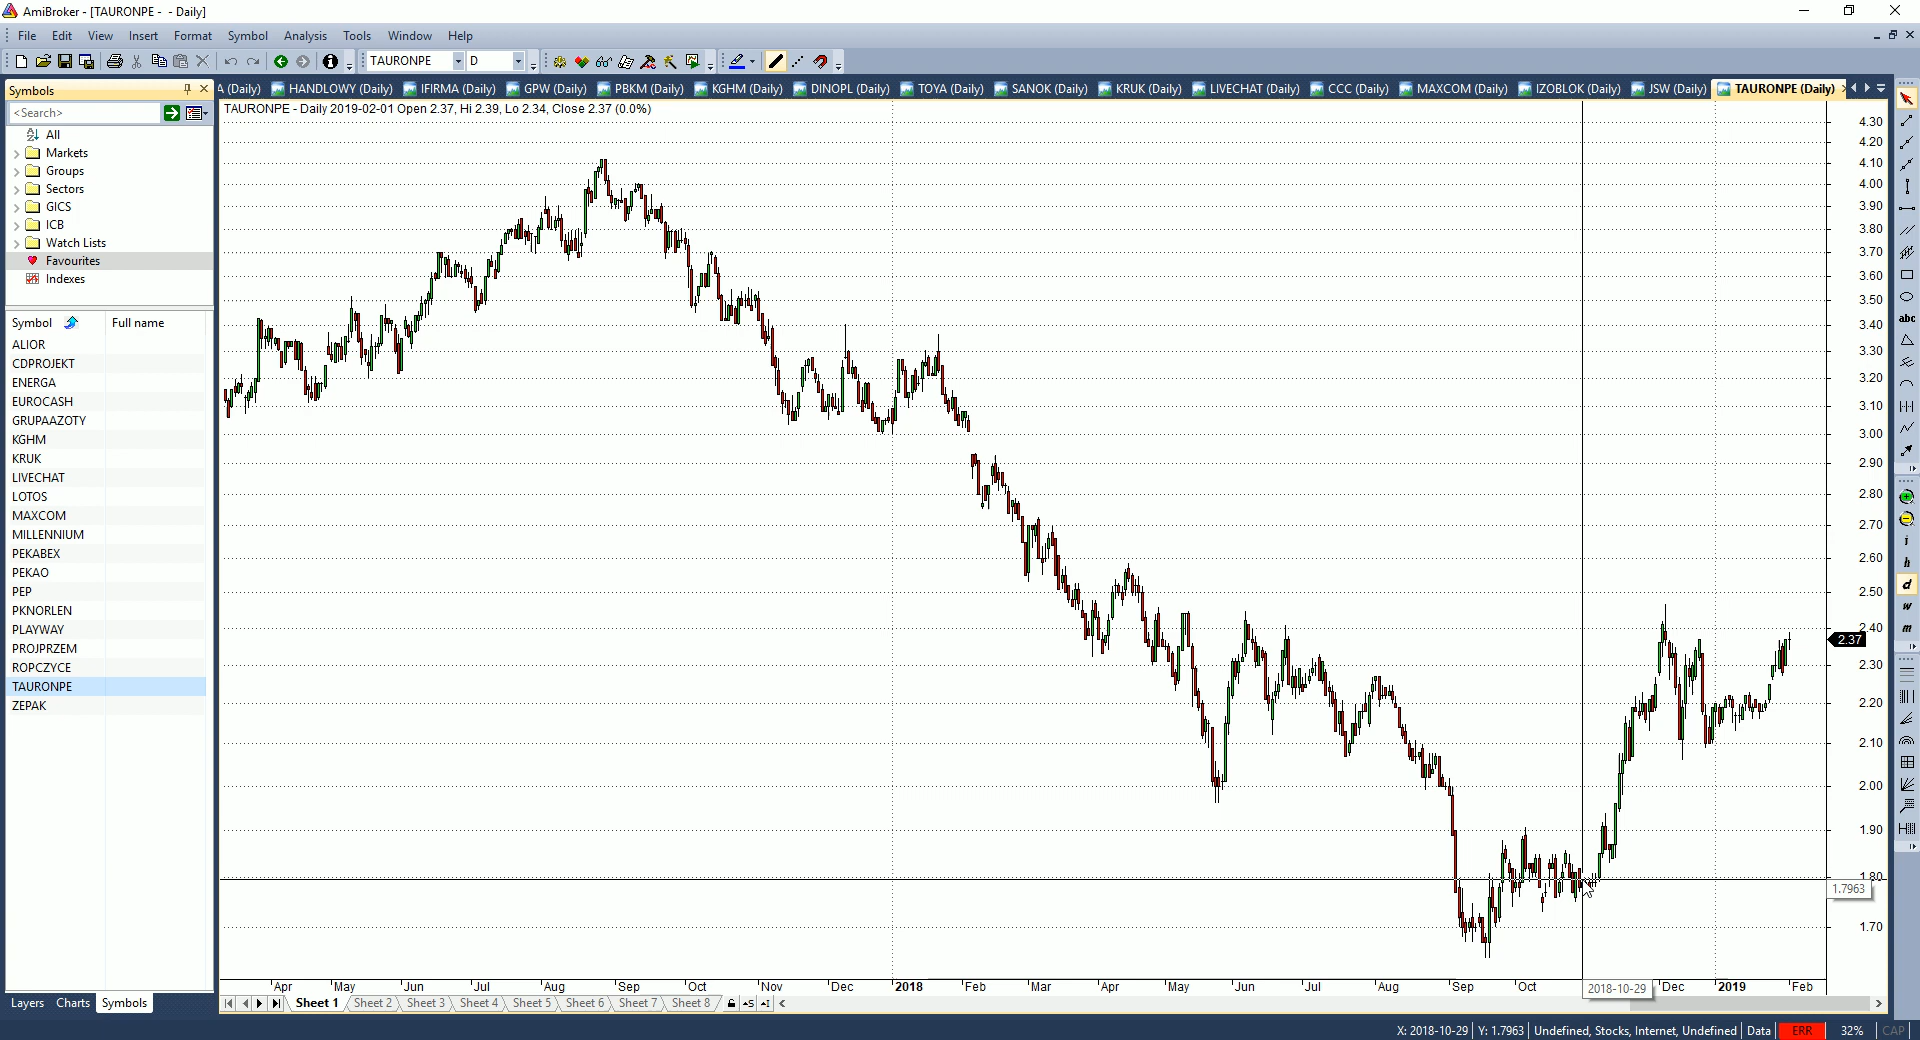 AmiBroker - [TAURONPE - - Daily]
File Edit View Insert Format Symbol Analysis Tools Window Help
TAURONPE D
Symbols
A (Daily) HANDLOWY (Daily) IFIRMA (Daily) GPW (Daily) PBKM (Daily) KGHM (Daily) DINOPL (Daily) TOYA (Daily) SANOK (Daily) KRUK (Daily) LIVECHAT (Daily) CCC (Daily) MAXCOM (Daily) IZOBLOK (Daily) JSW (Daily) TAURONPE (Daily)
<Search>
TAURONPE - Daily 2019-02-01 Open 2.37, Hi 2.39, Lo 2.34, Close 2.37 (0.0%)
All
Markets
Groups
Sectors
GICS
ICB
Watch Lists
Favourites
Indexes
Symbol Full name
ALIOR
CDPROJEKT
ENERGA
EUROCASH
GRUPAAZOTY
KGHM
KRUK
LIVECHAT
LOTOS
MAXCOM
MILLENNIUM
PEKABEX
PEKAO
PEP
PKNORLEN
PLAYWAY
PROJPRZEM
ROPCZYCE
TAURONPE
ZEPAK
4.30
4.20
4.10
4.00
3.90
3.80
3.70
3.60
3.50
3.40
3.30
3.20
3.10
3.00
2.90
2.80
2.70
2.60
2.50
2.40
2.37
2.30
2.20
2.10
2.00
1.90
1.80
1.7963
1.70
abc
i
h
d
w
m
Apr May Jun Jul Aug Sep Oct Nov Dec 2018 Feb Mar Apr May Jun Jul Aug Sep Oct 2018-10-29 Dec 2019 Feb
Layers Charts Symbols
Sheet 1 Sheet 2 Sheet 3 Sheet 4 Sheet 5 Sheet 6 Sheet 7 Sheet 8
X: 2018-10-29 Y: 1.7963 Undefined, Stocks, Internet, Undefined Data ERR 32% CAP